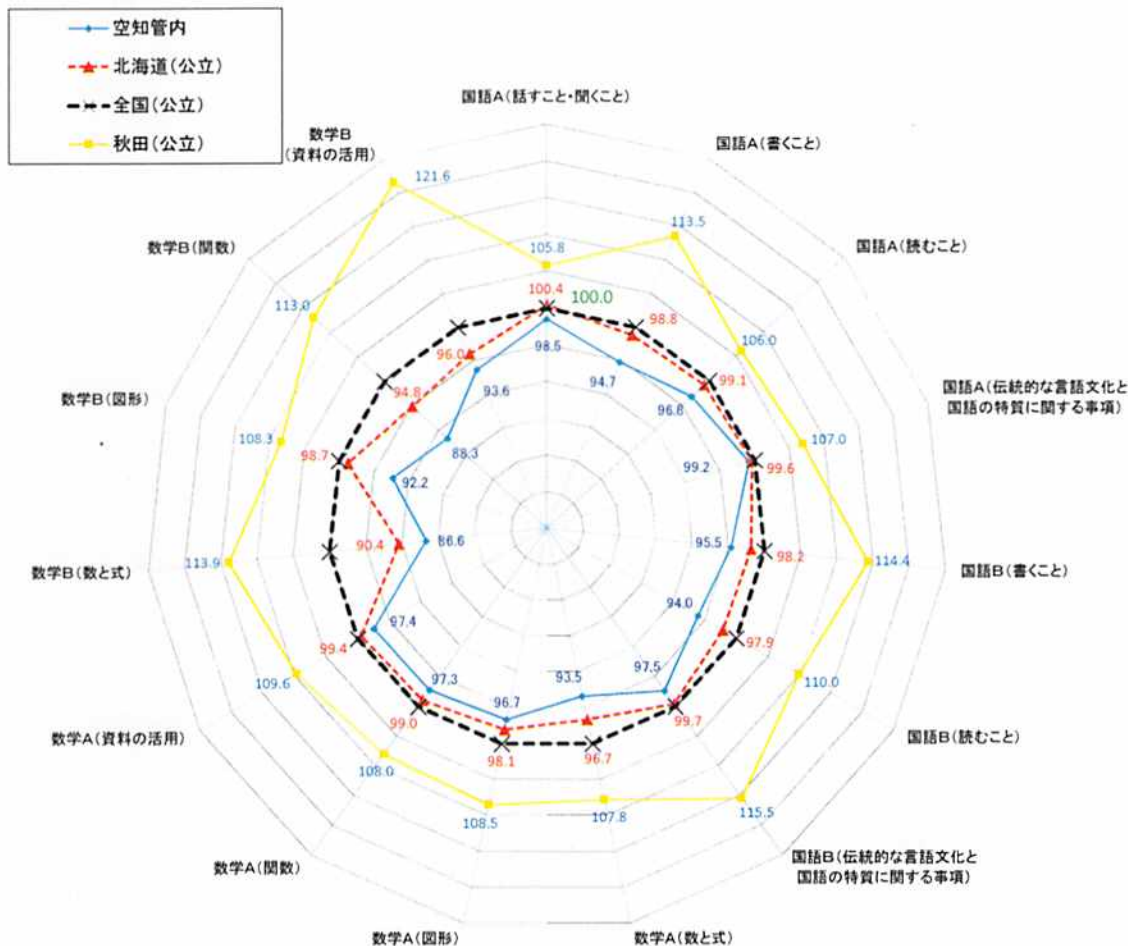 空知管内
北海道(公立)
全国(公立)
秋田(公立)
国語A(話すこと・聞くこと)
国語A(書くこと)
国語A(読むこと)
国語A(伝統的な言語文化と
国語の特質に関する事項)
国語B(書くこと)
国語B(読むこと)
国語B(伝統的な言語文化と
国語の特質に関する事項)
数学A(数と式)
数学A(図形)
数学A(関数)
数学A(資料の活用)
数学B(数と式)
数学B(図形)
数学B(関数)
数学B
(資料の活用)
121.6
105.8
113.5
113.0
100.4
100.0
98.8
106.0
96.0
98.5
94.7
99.1
94.8
93.6
96.8
108.3
98.7
88.3
99.2
107.0
99.6
92.2
113.9
90.4
86.6
95.5
98.2
114.4
97.4
94.0
97.9
99.4
97.3
96.7
93.5
97.5
110.0
109.6
99.0
98.1
96.7
99.7
108.0
108.5
107.8
115.5